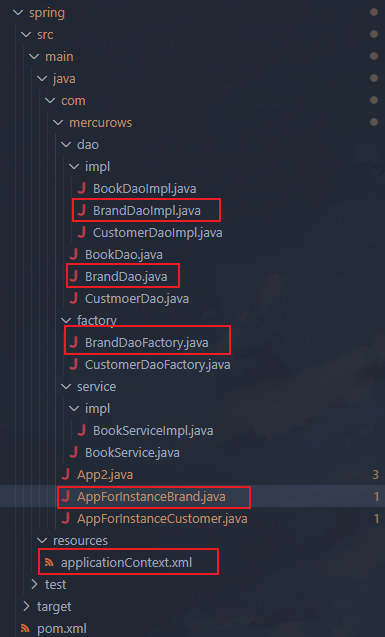 spring
src
main
java
com
mercurows
dao
impl
BookDaoImpl.java
BrandDaoImpl.java
CustomerDaoImpl.java
BookDao.java
BrandDao.java
CustmoerDao.java
factory
BrandDaoFactory.java
CustomerDaoFactory.java
service
impl
BookServiceImpl.java
BookService.java
App2.java 3
AppForInstanceBrand.java 1
AppForInstanceCustomer.java 1
resources
applicationContext.xml
test
target
pom.xml